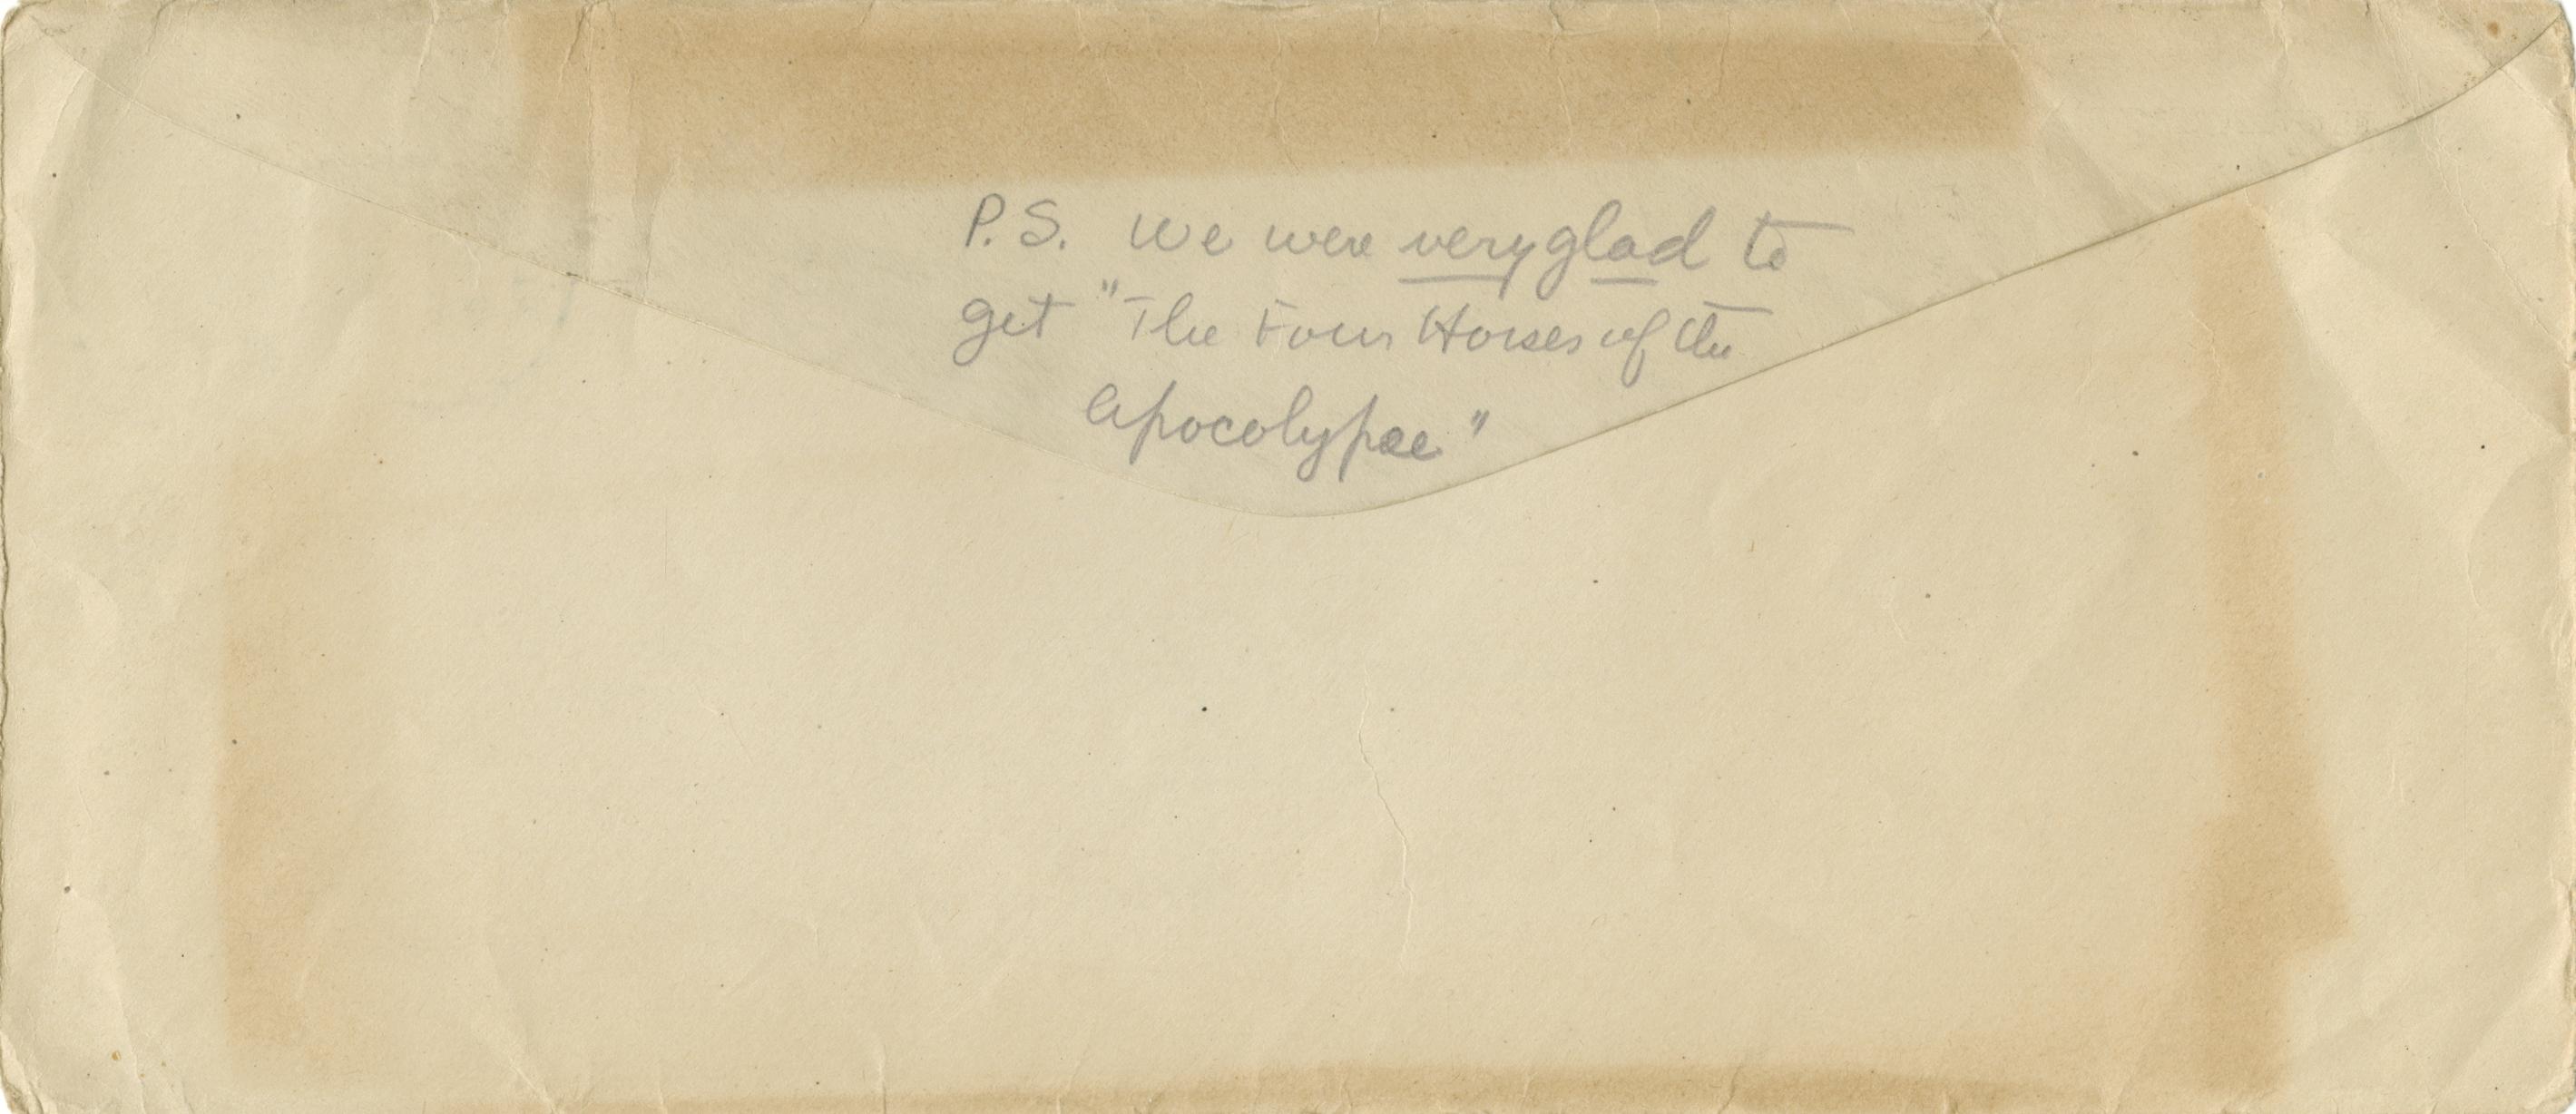 P.S. We were very glad to
get "The Four Horses of the
Apocolypse"